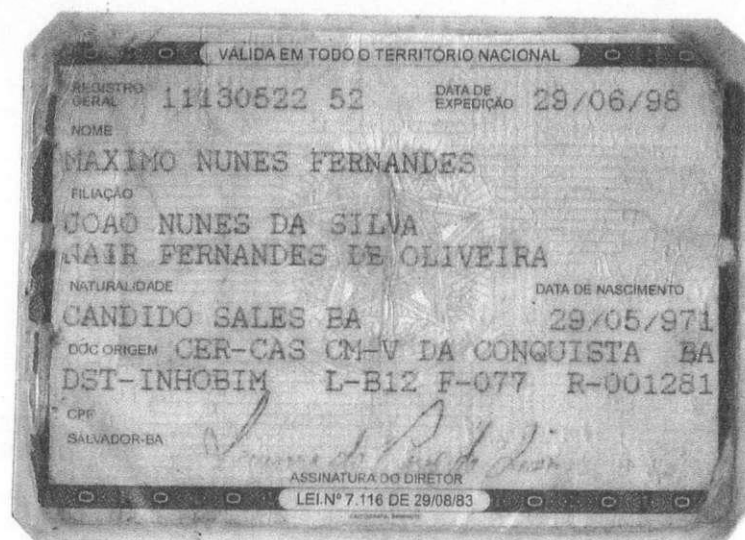 VÁLIDA EM TODO O TERRITÓRIO NACIONAL
REGISTRO GERAL 11130522 52 DATA DE EXPEDIÇÃO 29/06/98
NOME
MAXIMO NUNES FERNANDES
FILIAÇÃO
JOAO NUNES DA SILVA
NAIR FERNANDES DE OLIVEIRA
NATURALIDADE DATA DE NASCIMENTO
CANDIDO SALES BA 29/05/971
DOC ORIGEM CER-CAS CM-V DA CONQUISTA BA
DST-INHOBIM L-B12 F-077 R-001281
CPF
SALVADOR-BA
ASSINATURA DO DIRETOR
LEI Nº 7.116 DE 29/08/83